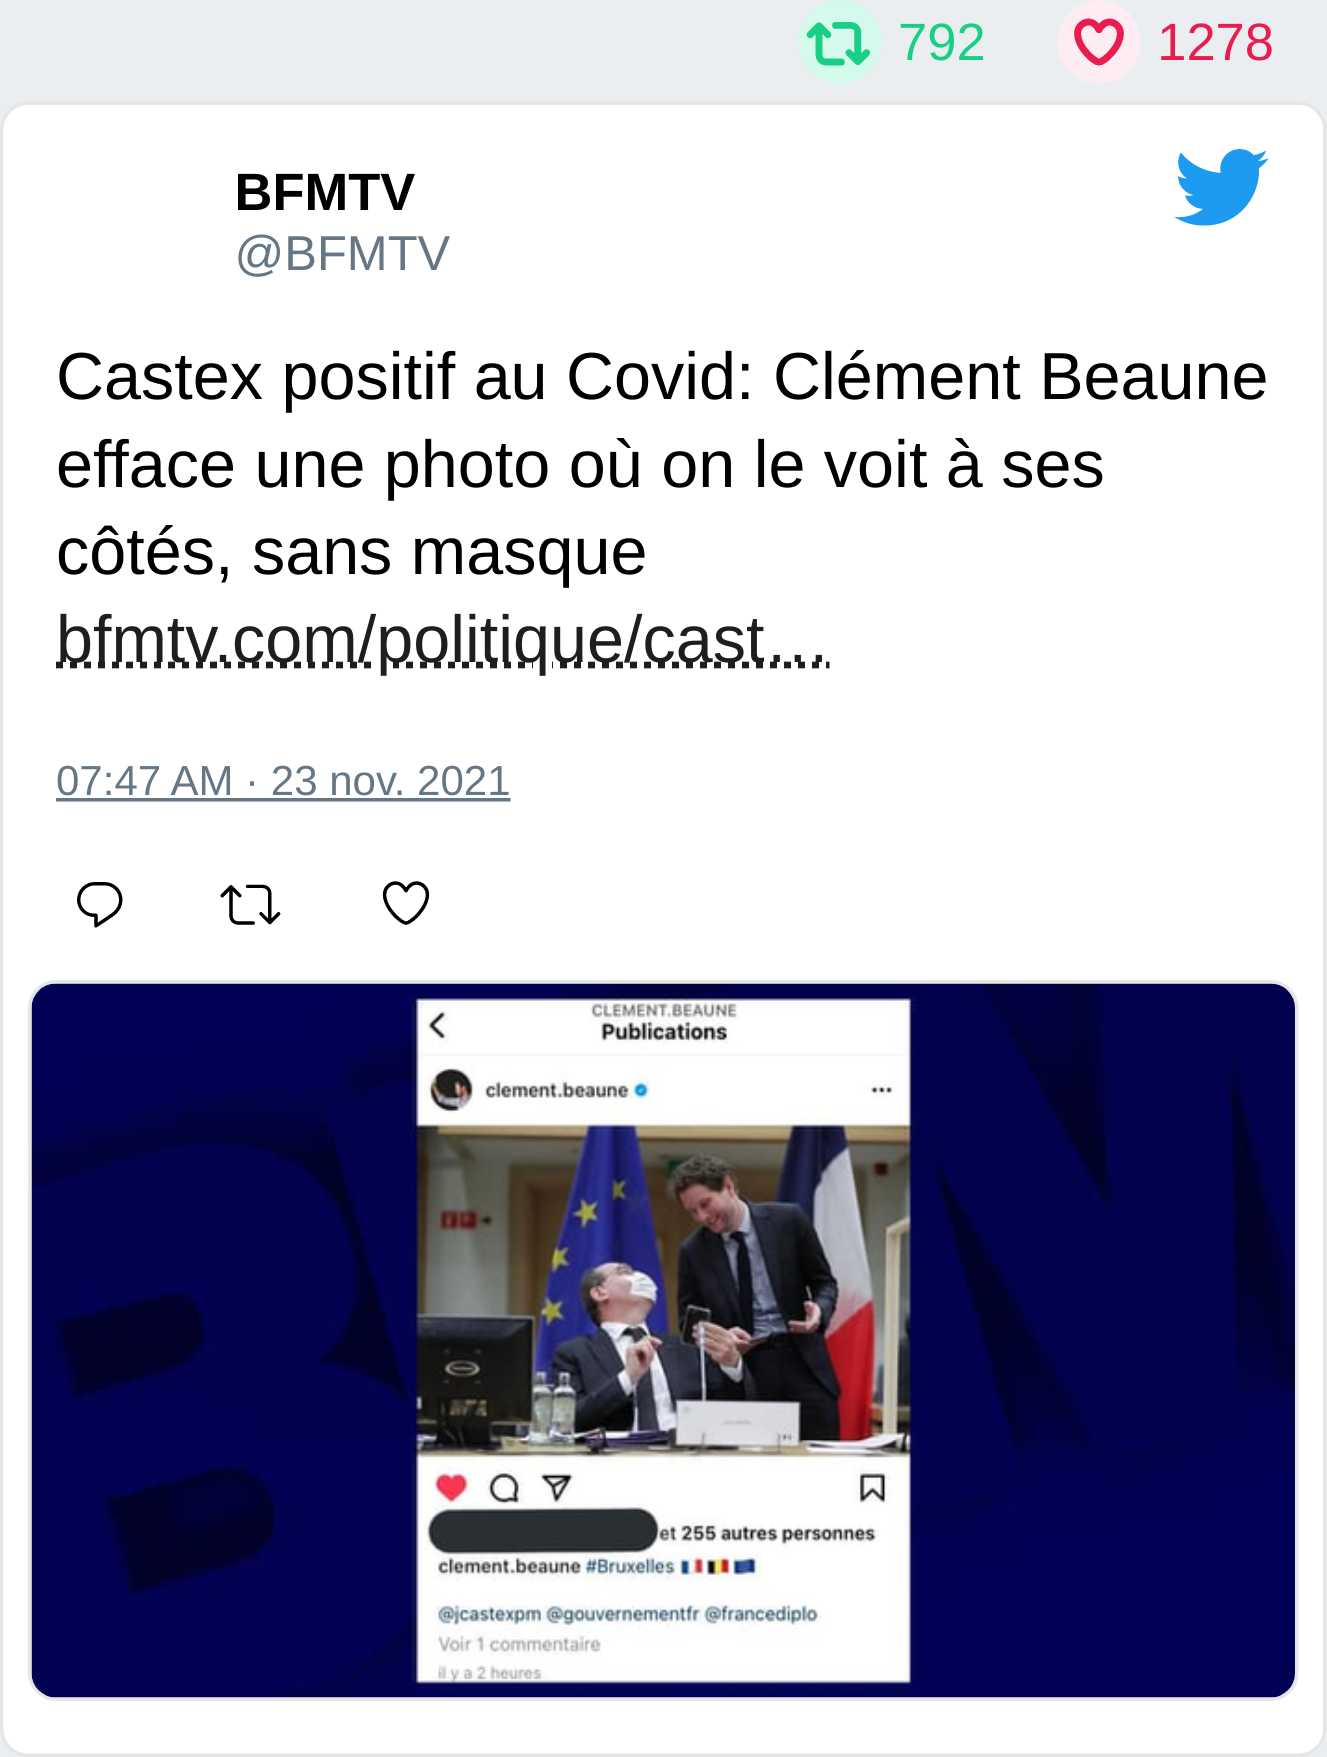 792 1278
BFMTV
@BFMTV
Castex positif au Covid: Clément Beaune
efface une photo où on le voit à ses
côtés, sans masque
bfmtv.com/politique/cast…
07:47 AM · 23 nov. 2021
CLEMENT.BEAUNE
Publications
clement.beaune
et 255 autres personnes
clement.beaune #Bruxelles 🇫🇷🇧🇪🇪🇺
@jcastexpm @gouvernementfr @francediplo
Voir 1 commentaire
il y a 2 heures